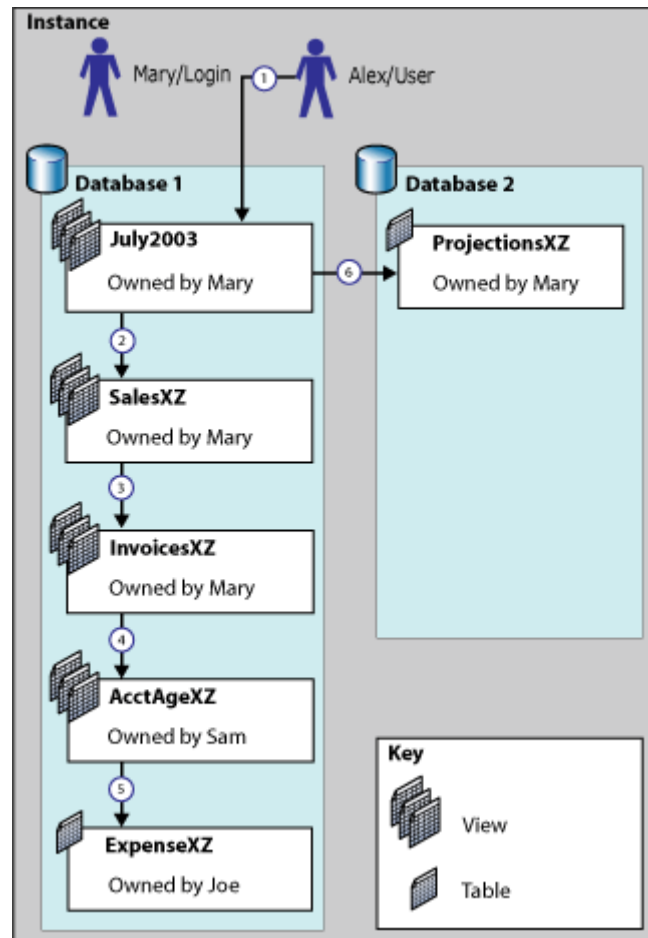 Instance
Mary/Login
1
Alex/User
Database 1
Database 2
July2003
Owned by Mary
6
ProjectionsXZ
Owned by Mary
2
SalesXZ
Owned by Mary
3
InvoicesXZ
Owned by Mary
4
AcctAgeXZ
Owned by Sam
5
ExpenseXZ
Owned by Joe
Key
View
Table